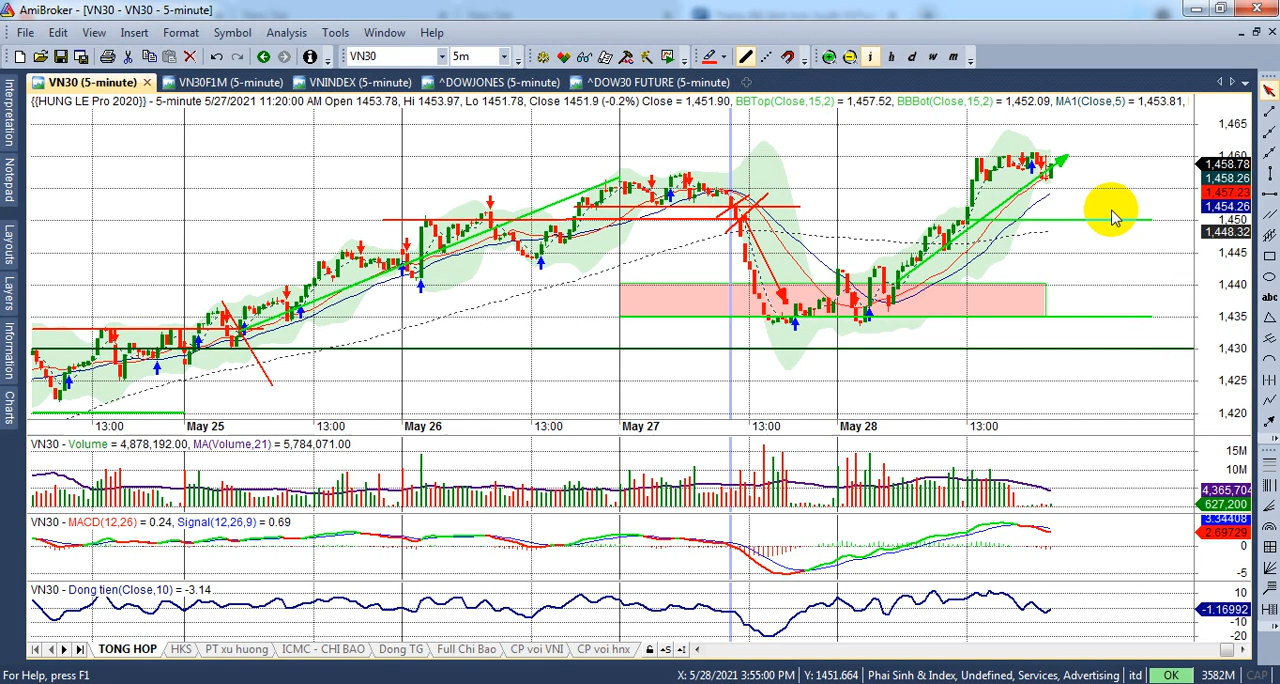 AmiBroker - [VN30 - VN30 - 5-minute]
File Edit View Insert Format Symbol Analysis Tools Window Help
VN30 5m h d w m
VN30 (5-minute) VN30F1M (5-minute) VNINDEX (5-minute) ^DOWJONES (5-minute) ^DOW30 FUTURE (5-minute)
{{HUNG LE Pro 2020}} - 5-minute 5/27/2021 11:20:00 AM Open 1453.78, Hi 1453.97, Lo 1451.78, Close 1451.9 (-0.2%) Close = 1,451.90, BBTop(Close,15,2) = 1,457.52, BBBot(Close,15,2) = 1,452.09, MA1(Close,5) = 1,453.81,
Interpretation
Notepad
Layouts
Layers
Information
Charts
1,465
1,460
1,458.78
1,458.26
1,457.23
1,454.26
1,450
1,448.32
1,445
1,440
1,435
1,430
1,425
1,420
abc
13:00 May 25 13:00 May 26 13:00 May 27 13:00 May 28 13:00
VN30 - Volume = 4,878,192.00, MA(Volume,21) = 5,784,071.00
15M
10M
4,365,704
627,200
VN30 - MACD(12,26) = 0.24, Signal(12,26,9) = 0.69
3.34408
2.69729
0
-5
VN30 - Dong tien(Close,10) = -3.14
10
-1.16992
-10
-20
TONG HOP HKS PT xu huong ICMC - CHI BAO Dong TG Full Chi Bao CP voi VNI CP voi hnx
For Help, press F1 X: 5/28/2021 3:55:00 PM Y: 1451.664 Phai Sinh & Index, Undefined, Services, Advertising itd OK 3582M CAP